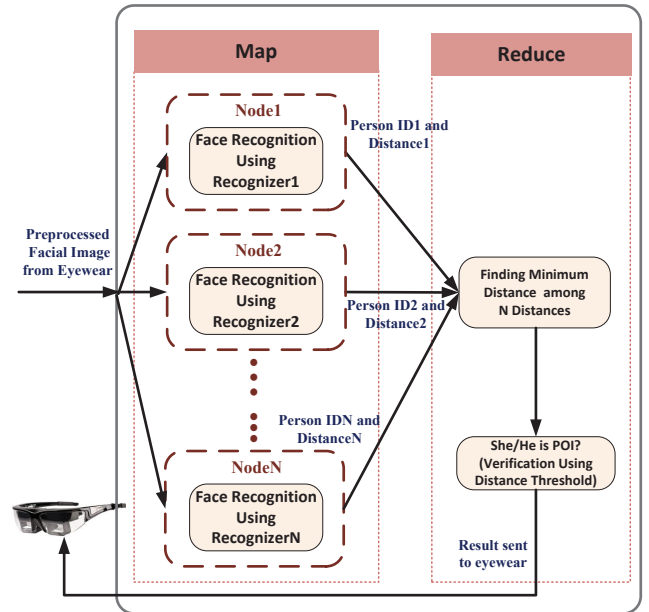 Map
Reduce
Node1
Face Recognition
Using
Recognizer1
Person ID1 and
Distance1
Preprocessed
Facial Image
from Eyewear
Node2
Face Recognition
Using
Recognizer2
Person ID2 and
Distance2
Finding Minimum
Distance among
N Distances
Person IDN and
DistanceN
NodeN
Face Recognition
Using
RecognizerN
She/He is POI?
(Verification Using
Distance Threshold)
Result sent
to eyewear